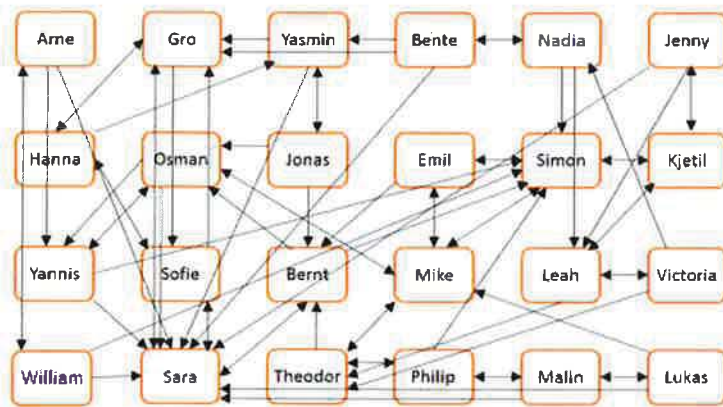 Arne Gro Yasmin Bente Nadia Jenny
Hanna Osman Jonas Emil Simon Kjetil
Yannis Sofie Bernt Mike Leah Victoria
William Sara Theodor Philip Malin Lukas